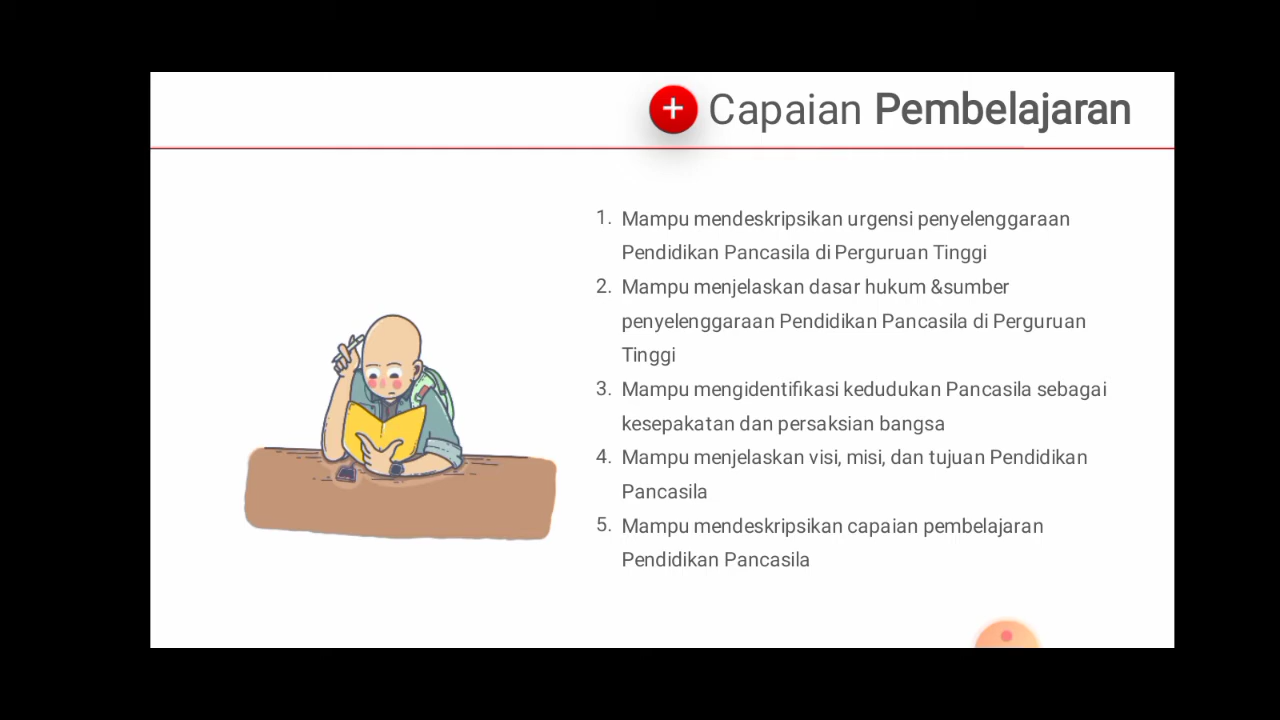 + Capaian Pembelajaran
1. Mampu mendeskripsikan urgensi penyelenggaraan
Pendidikan Pancasila di Perguruan Tinggi
2. Mampu menjelaskan dasar hukum &sumber
penyelenggaraan Pendidikan Pancasila di Perguruan
Tinggi
3. Mampu mengidentifikasi kedudukan Pancasila sebagai
kesepakatan dan persaksian bangsa
4. Mampu menjelaskan visi, misi, dan tujuan Pendidikan
Pancasila
5. Mampu mendeskripsikan capaian pembelajaran
Pendidikan Pancasila